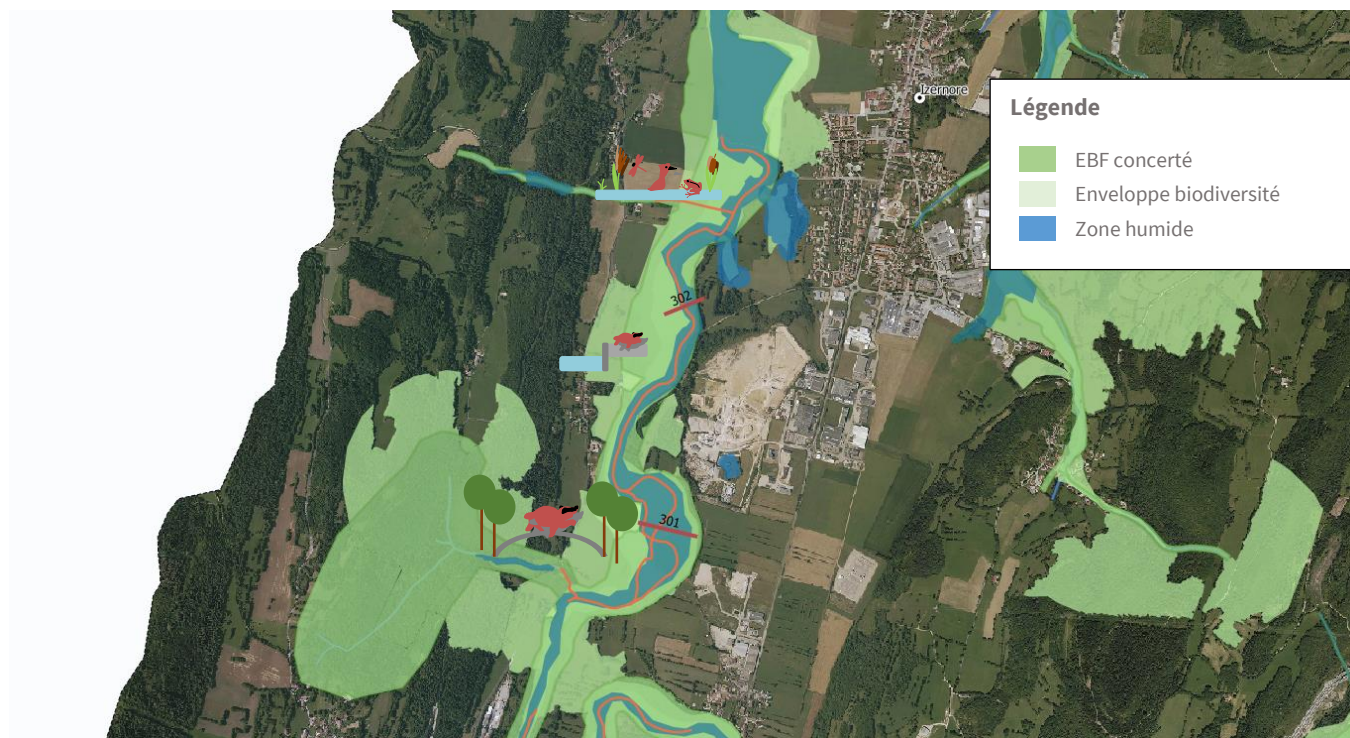 Izernore
Légende
EBF concerté
Enveloppe biodiversité
Zone humide
302
301